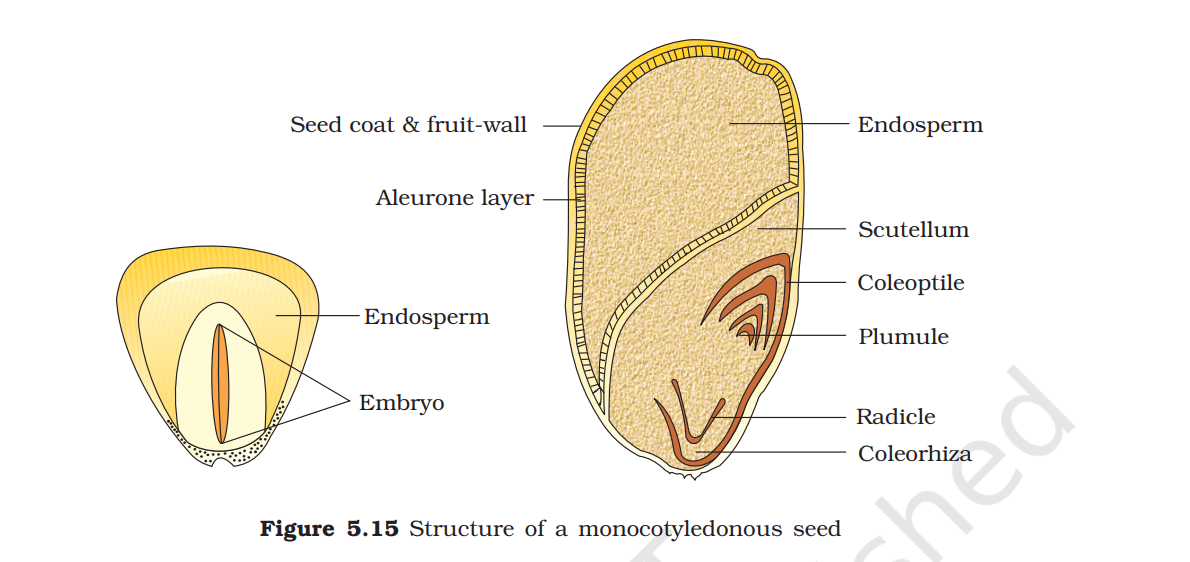 Seed coat & fruit-wall
Endosperm
Aleurone layer
Scutellum
Coleoptile
Endosperm
Plumule
Embryo
Radicle
Coleorhiza
shed
Figure 5.15 Structure of a monocotyledonous seed